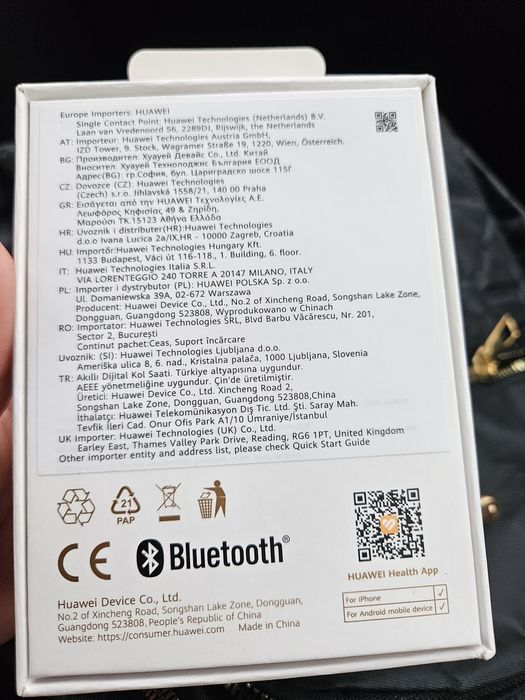 Europe Importers: HUAWEI
Single Contact Point: Huawei Technologies (Netherlands) B.V.
Laan van Vredenoord 56, 2289DJ, Rijswijk, the Netherlands
AT: Importeur: Huawei Technologies Austria GmbH,
IZD Tower, 9. Stock, Wagramer Straße 19, 1220, Wien, Österreich.
BG: Производител: Хуауей Девайс Со., Ltd. Китай
Вносител: Хуауей Технолоджис България ЕООД
Адрес(BG): гр.София, бул. Цариградско шосе 115Г
CZ: Dovozce (CZ): Huawei Technologies
(Czech) s.r.o. Jihlavská 1558/21, 140 00 Praha
GR: Εισάγεται από την HUAWEI Τεχνολογίες Α.Ε.
Λεωφόρος Κηφισίας 49 & Ζηρίδη,
Μαρούσι ΤΚ.15123 Αθήνα Ελλάδα
HR: Uvoznik i distributer(HR):Huawei Technologies
d.o.o Ivana Lucica 2a/IX,HR - 10000 Zagreb, Croatia
HU: Importőr:Huawei Technologies Hungary Kft.
1133 Budapest, Váci út 116-118., 1. Building, 6. floor.
IT: Huawei Technologies Italia S.R.L.
VIA LORENTEGGIO 240 TORRE A 20147 MILANO, ITALY
PL: Importer i dystrybutor (PL): HUAWEI POLSKA Sp. z o.o.
Ul. Domaniewska 39A, 02-672 Warszawa
Producent: Huawei Device Co., Ltd., No.2 of Xincheng Road, Songshan Lake Zone,
Dongguan, Guangdong 523808, Wyprodukowano w Chinach
RO: Importator: Huawei Technologies SRL, Blvd Barbu Văcărescu, Nr. 201,
Sector 2, București
Continut pachet:Ceas, Suport încărcare
Uvoznik: (SI): Huawei Technologies Ljubljana d.o.o.
Ameriška ulica 8, 6. nad., Kristalna palača, 1000 Ljubljana, Slovenia
TR: Akıllı Dijital Kol Saati. Türkiye altyapısına uygundur.
AEEE yönetmeliğine uygundur. Çin'de üretilmiştir.
Üretici: Huawei Device Co., Ltd. Xincheng Road 2,
Songshan Lake Zone, Dongguan, Guangdong 523808,China
İthalatçı: Huawei Telekomünikasyon Dış Tic. Ltd. Şti. Saray Mah.
Tevfik İleri Cad. Onur Ofis Park A1/10 Ümraniye/İstanbul
UK Importer: Huawei Technologies (UK) Co., Ltd.
Earley East, Thames Valley Park Drive, Reading, RG6 1PT, United Kingdom
Other importer entity and address list, please check Quick Start Guide
21
PAP
CE
Bluetooth®
HUAWEI Health App
For iPhone ✓
For Android mobile device ✓
Huawei Device Co., Ltd.
No.2 of Xincheng Road, Songshan Lake Zone, Dongguan,
Guangdong 523808,People's Republic of China
Website: https://consumer.huawei.com Made in China